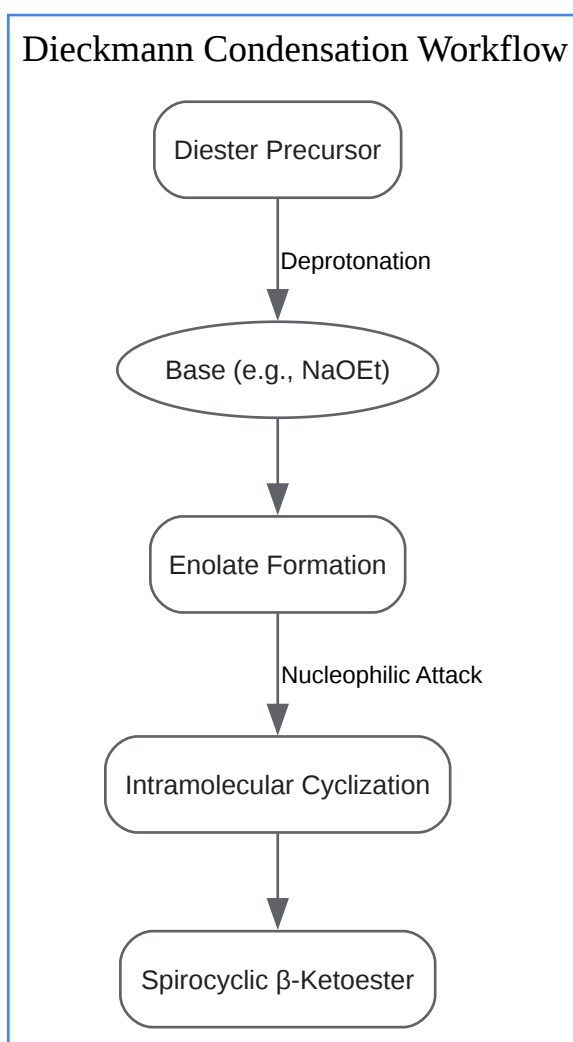 Dieckmann Condensation Workflow
Diester Precursor
Deprotonation
Base (e.g., NaOEt)
Enolate Formation
Nucleophilic Attack
Intramolecular Cyclization
Spirocyclic β-Ketoester